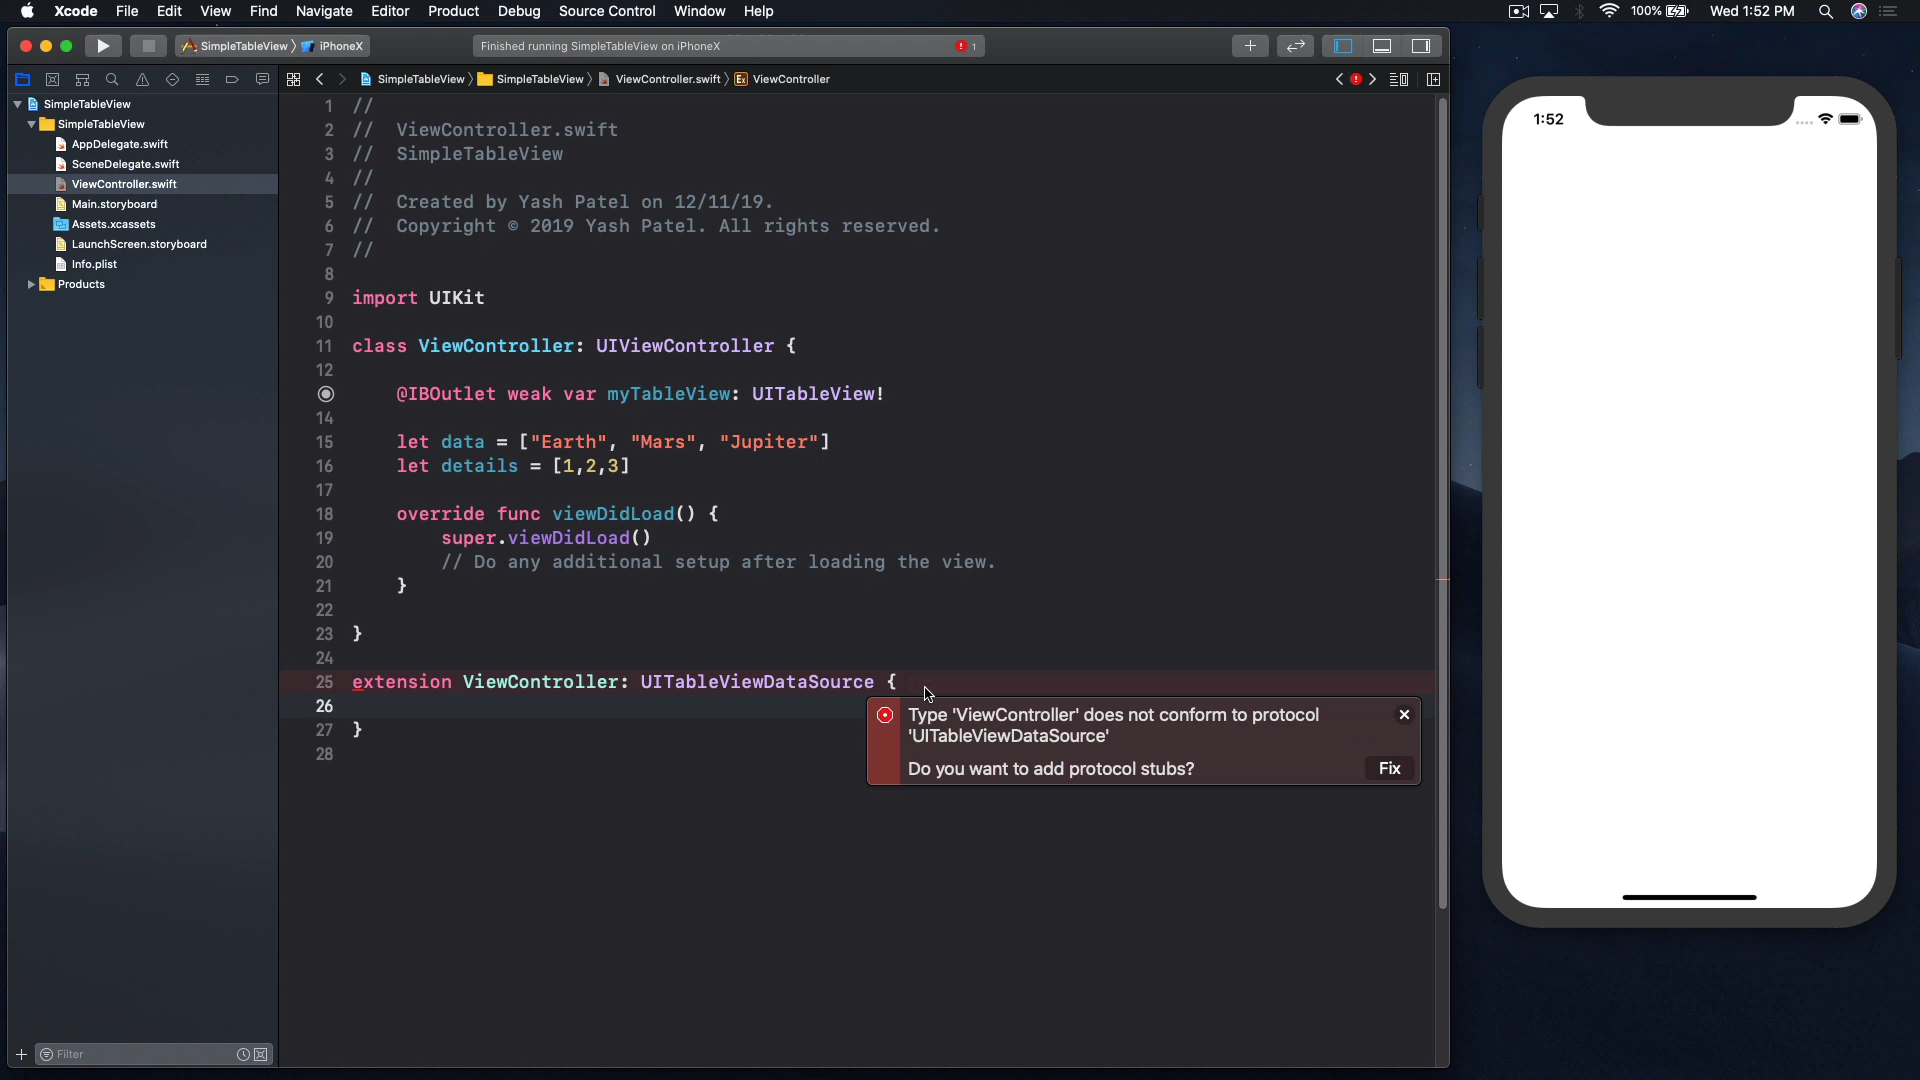 Xcode File Edit View Find Navigate Editor Product Debug Source Control Window Help 100% Wed 1:52 PM
SimpleTableView iPhoneX Finished running SimpleTableView on iPhoneX 1
SimpleTableView SimpleTableView ViewController.swift Ex ViewController
SimpleTableView
SimpleTableView
AppDelegate.swift
SceneDelegate.swift
ViewController.swift
Main.storyboard
Assets.xcassets
LaunchScreen.storyboard
Info.plist
Products
Filter
1 //
2 // ViewController.swift
3 // SimpleTableView
4 //
5 // Created by Yash Patel on 12/11/19.
6 // Copyright © 2019 Yash Patel. All rights reserved.
7 //
8
9 import UIKit
10
11 class ViewController: UIViewController {
12
@IBOutlet weak var myTableView: UITableView!
14
15 let data = ["Earth", "Mars", "Jupiter"]
16 let details = [1,2,3]
17
18 override func viewDidLoad() {
19 super.viewDidLoad()
20 // Do any additional setup after loading the view.
21 }
22
23 }
24
25 extension ViewController: UITableViewDataSource {
26
27 }
28
Type 'ViewController' does not conform to protocol
'UITableViewDataSource'
Do you want to add protocol stubs? Fix
1:52